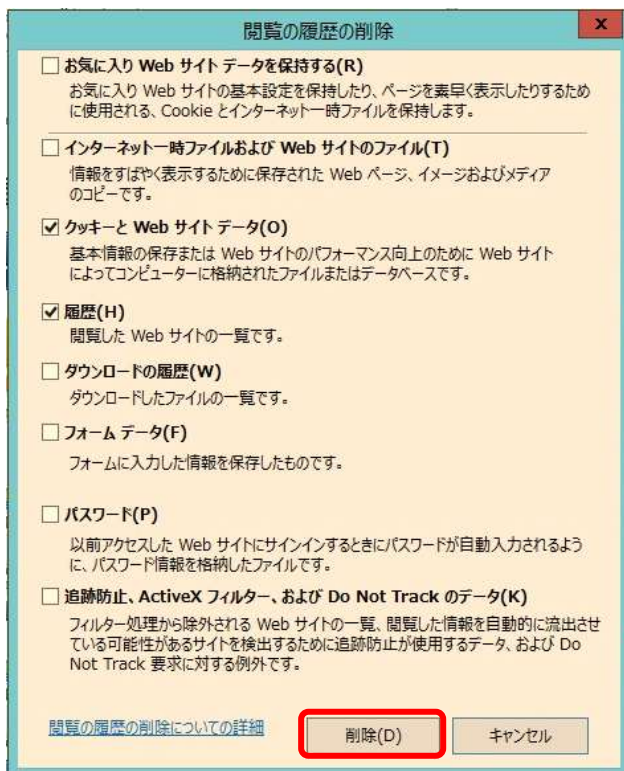 閲覧の履歴の削除
x
お気に入り Web サイト データを保持する(R)
お気に入り Web サイトの基本設定を保持したり、ページを素早く表示したりするため
に使用される、Cookie とインターネット一時ファイルを保持します。
インターネット一時ファイルおよび Web サイトのファイル(T)
情報をすばやく表示するために保存された Web ページ、イメージおよびメディア
のコピーです。
クッキーと Web サイト データ(O)
基本情報の保存または Web サイトのパフォーマンス向上のために Web サイト
によってコンピューターに格納されたファイルまたはデータベースです。
履歴(H)
閲覧した Web サイトの一覧です。
ダウンロードの履歴(W)
ダウンロードしたファイルの一覧です。
フォーム データ(F)
フォームに入力した情報を保存したものです。
パスワード(P)
以前アクセスした Web サイトにサインインするときにパスワードが自動入力されるよう
に、パスワード情報を格納したファイルです。
追跡防止、ActiveX フィルター、および Do Not Track のデータ(K)
フィルター処理から除外される Web サイトの一覧、閲覧した情報を自動的に流出させ
ている可能性があるサイトを検出するために追跡防止が使用するデータ、および Do
Not Track 要求に対する例外です。
閲覧の履歴の削除についての詳細
削除(D)
キャンセル